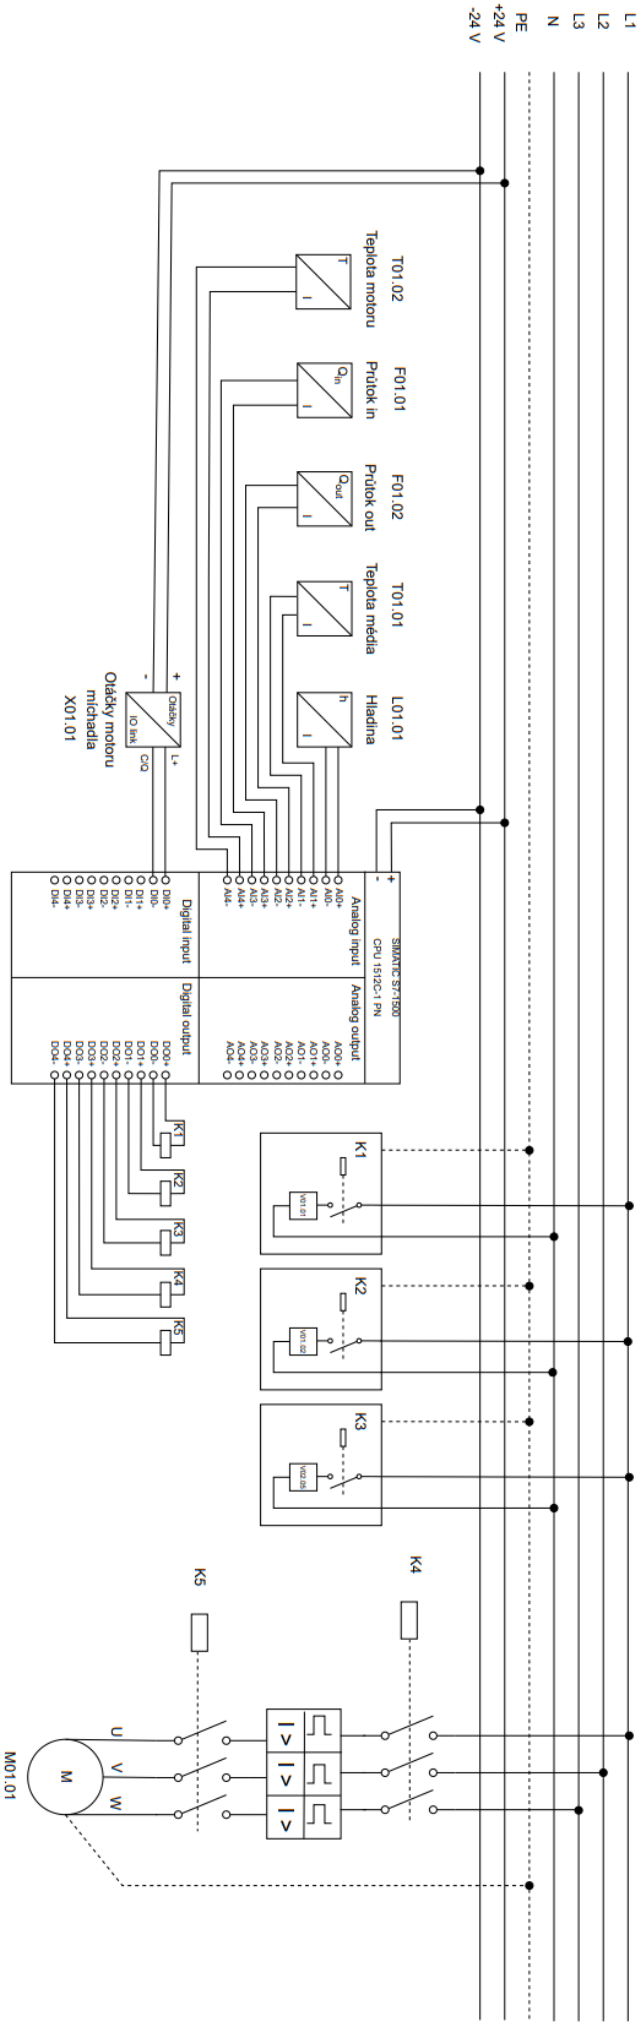 L1
L2
L3
N
PE
+24 V
-24 V
T01.02
Teplota motoru
T
I
F01.01
Průtok in
Qin
I
F01.02
Průtok out
Qout
I
T01.01
Teplota média
T
I
L01.01
Hladina
h
I
+
-
Otáčky
IO link
L+
C/Q
Otáčky motoru
míchadla
X01.01
+
-
SIMATIC S7-1500
CPU 1512C-1 PN
Analog input
AI0+
AI0-
AI1+
AI1-
AI2+
AI2-
AI3+
AI3-
AI4+
AI4-
Analog output
AO0+
AO0-
AO1+
AO1-
AO2+
AO2-
AO3+
AO3-
AO4+
AO4-
Digital input
DI0+
DI0-
DI1+
DI1-
DI2+
DI2-
DI3+
DI3-
DI4+
DI4-
Digital output
DO0+
DO0-
DO1+
DO1-
DO2+
DO2-
DO3+
DO3-
DO4+
DO4-
K1
K2
K3
K4
K5
K1
V01.01
K2
V01.02
K3
V02.05
K4
I >
I >
I >
K5
U
V
W
M
M01.01